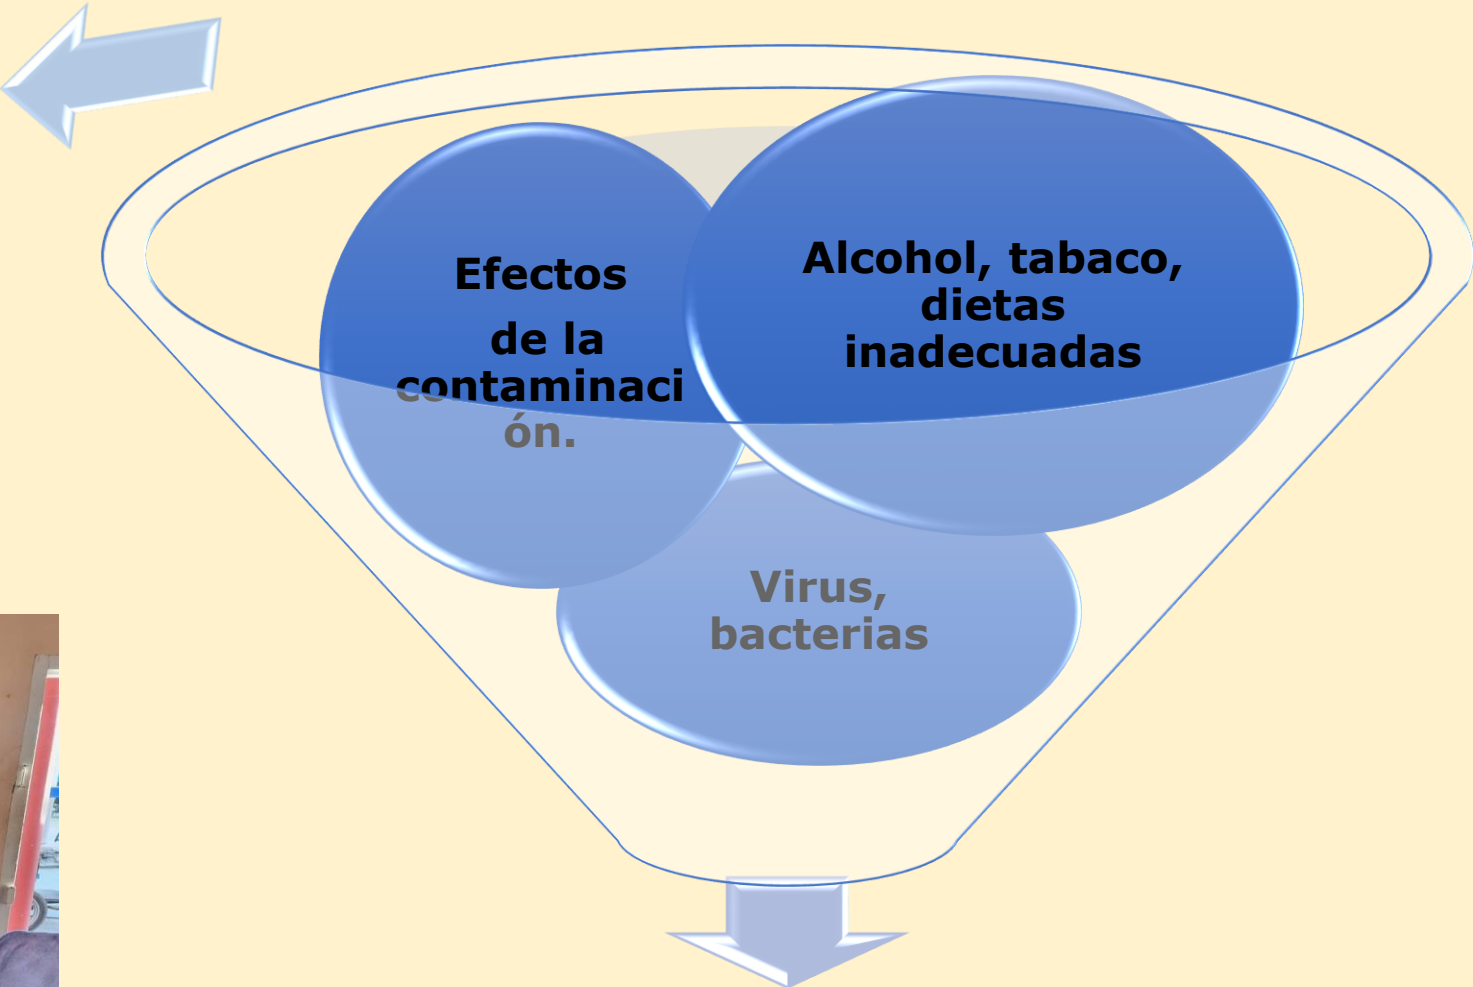 Efectos
de la
contaminaci
ón.
Alcohol, tabaco,
dietas
inadecuadas
Virus,
bacterias